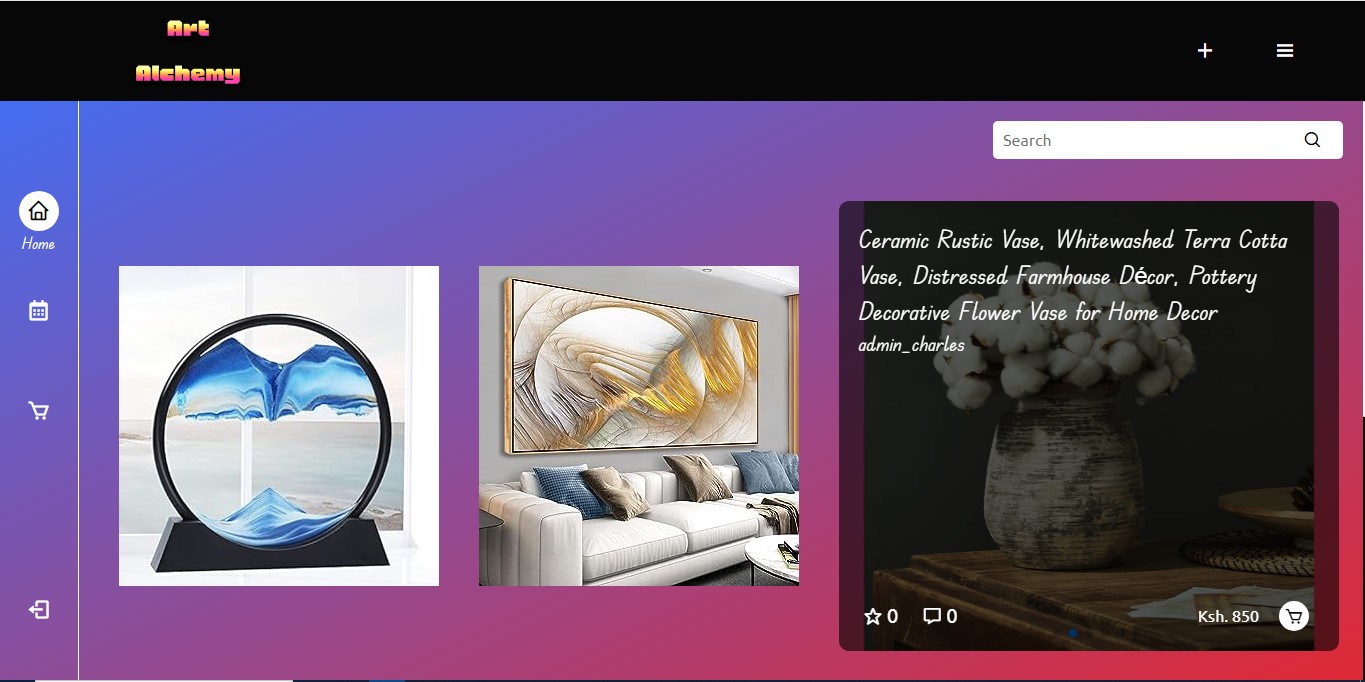 Art
Alchemy
Search
Home
Ceramic Rustic Vase, Whitewashed Terra Cotta
Vase, Distressed Farmhouse Décor, Pottery
Decorative Flower Vase for Home Decor
admin_charles
0
0
Ksh. 850